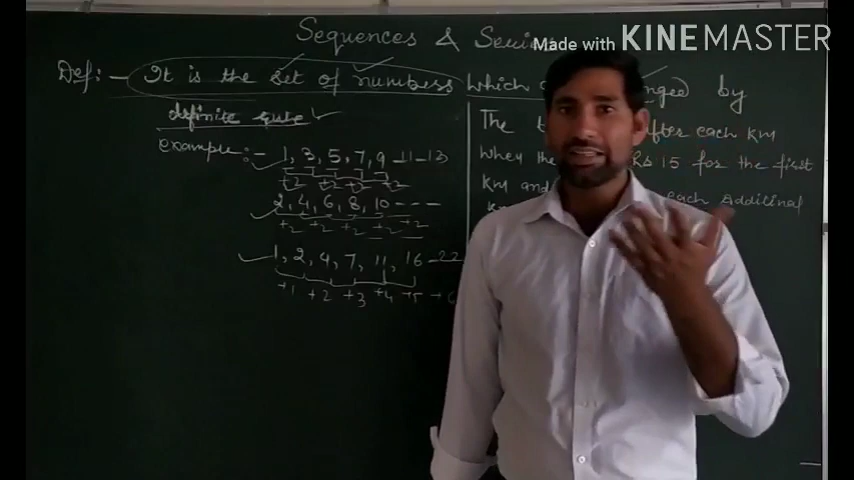 Sequences &
Made with KINEMASTER
Def:- It is the set of numbers which
by
definite rule
example:- 1, 3, 5, 7, 9 -11-13
+2 +2 +2 +2
2, 4, 6, 8, 10 ---
+2 +2 +2 +2 +2
1, 2, 4, 7, 11, 16 -22
+1 +2 +3 +4 +5 +6
The
after each km
when the
Rs 15 for the first
km and
each Additinal